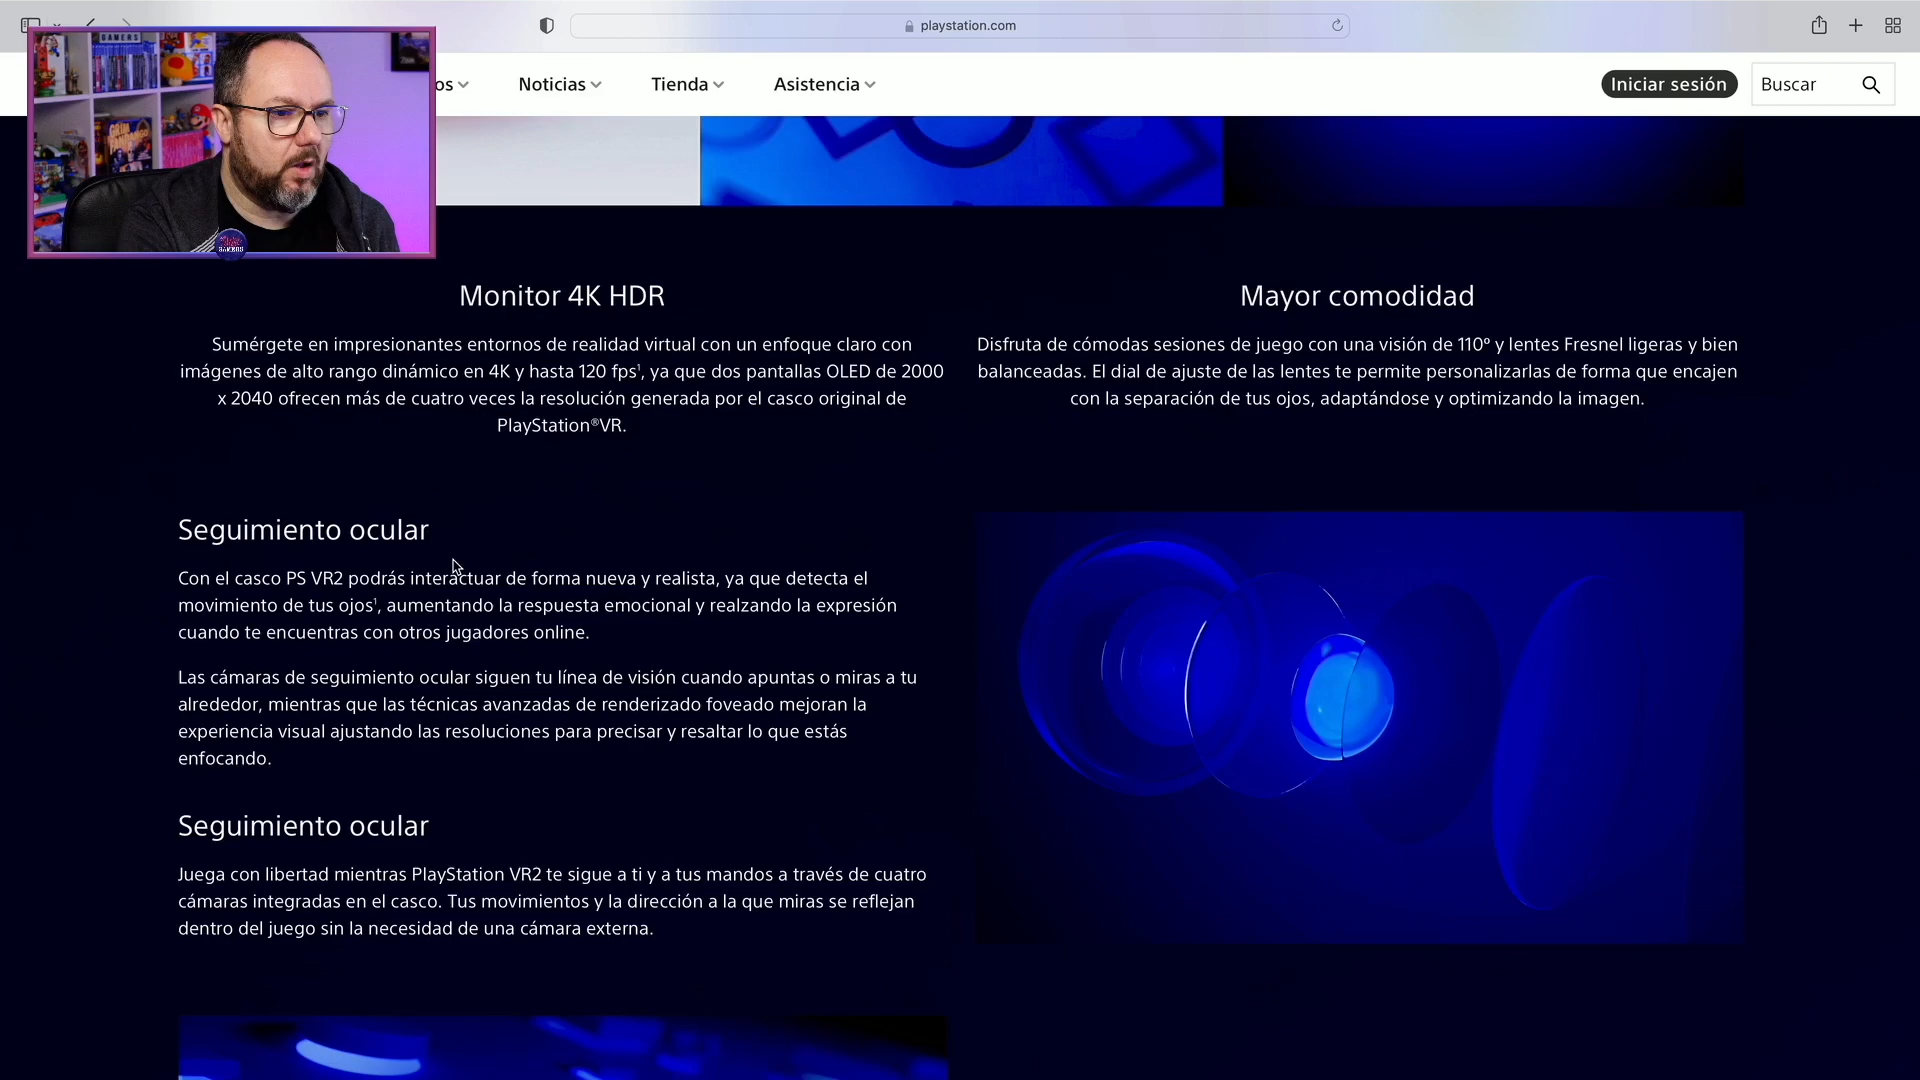 playstation.com
GAMERS
os
Noticias
Tienda
Asistencia
Iniciar sesión
Buscar
GRIM
FANDANGO
GAMERS
Monitor 4K HDR
Sumérgete en impresionantes entornos de realidad virtual con un enfoque claro con
imágenes de alto rango dinámico en 4K y hasta 120 fps¹, ya que dos pantallas OLED de 2000
x 2040 ofrecen más de cuatro veces la resolución generada por el casco original de
PlayStation®VR.
Mayor comodidad
Disfruta de cómodas sesiones de juego con una visión de 110º y lentes Fresnel ligeras y bien
balanceadas. El dial de ajuste de las lentes te permite personalizarlas de forma que encajen
con la separación de tus ojos, adaptándose y optimizando la imagen.
Seguimiento ocular
Con el casco PS VR2 podrás interactuar de forma nueva y realista, ya que detecta el
movimiento de tus ojos¹, aumentando la respuesta emocional y realzando la expresión
cuando te encuentras con otros jugadores online.
Las cámaras de seguimiento ocular siguen tu línea de visión cuando apuntas o miras a tu
alrededor, mientras que las técnicas avanzadas de renderizado foveado mejoran la
experiencia visual ajustando las resoluciones para precisar y resaltar lo que estás
enfocando.
Seguimiento ocular
Juega con libertad mientras PlayStation VR2 te sigue a ti y a tus mandos a través de cuatro
cámaras integradas en el casco. Tus movimientos y la dirección a la que miras se reflejan
dentro del juego sin la necesidad de una cámara externa.